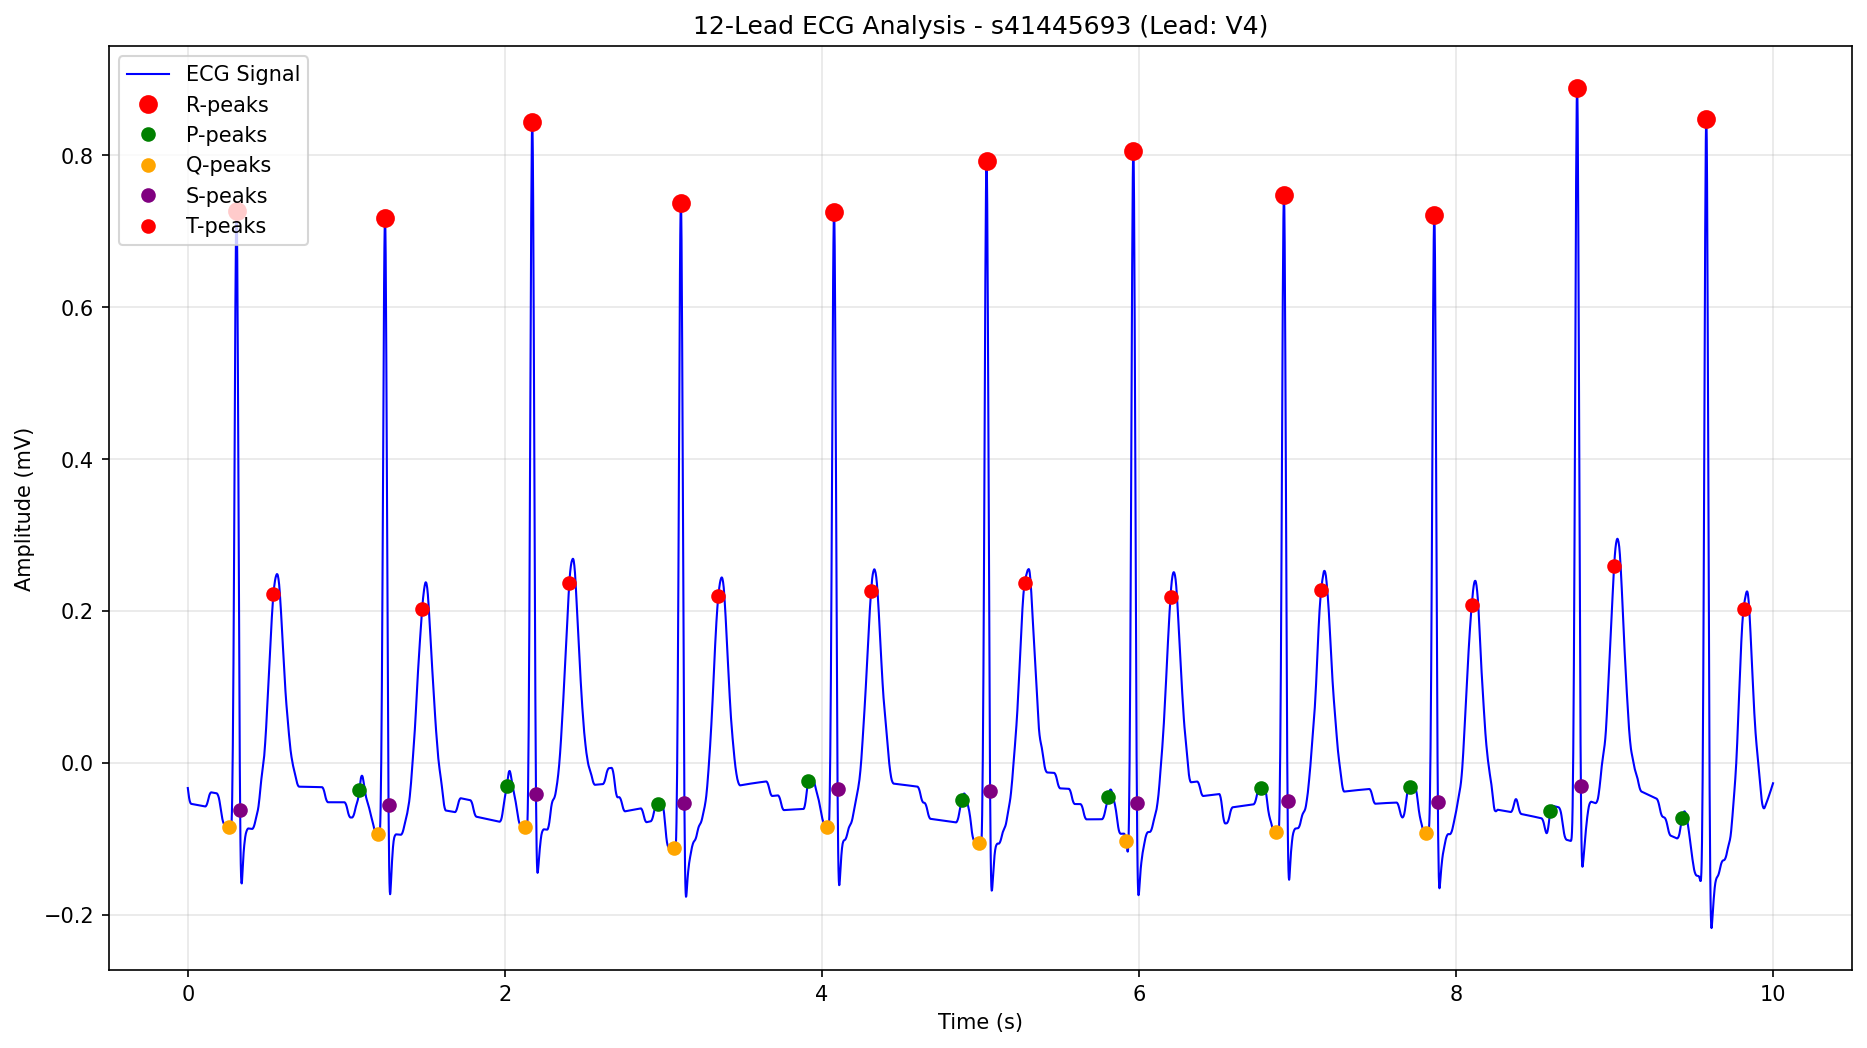 12-Lead ECG Analysis - s41445693 (Lead: V4)
ECG Signal
R-peaks
P-peaks
Q-peaks
S-peaks
T-peaks
Amplitude (mV)
0.8
0.6
0.4
0.2
0.0
−0.2
0 2 4 6 8 10
Time (s)